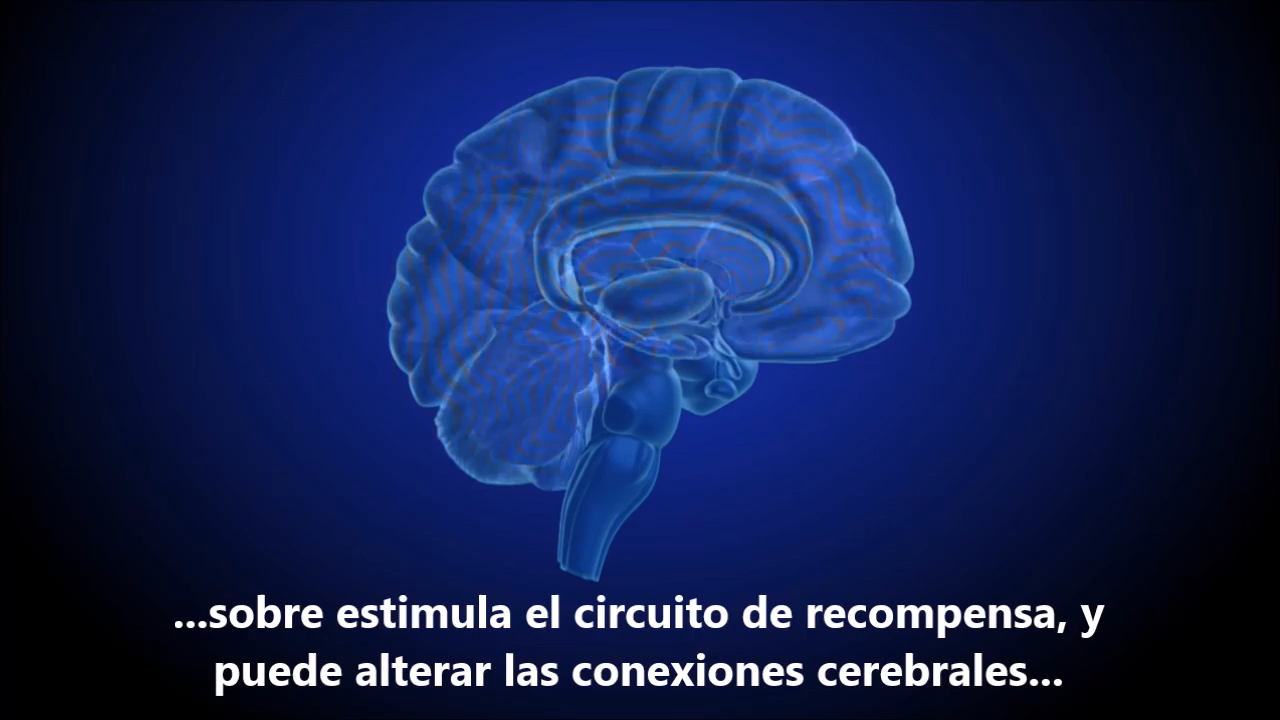 ...sobre estimula el circuito de recompensa, y
puede alterar las conexiones cerebrales...